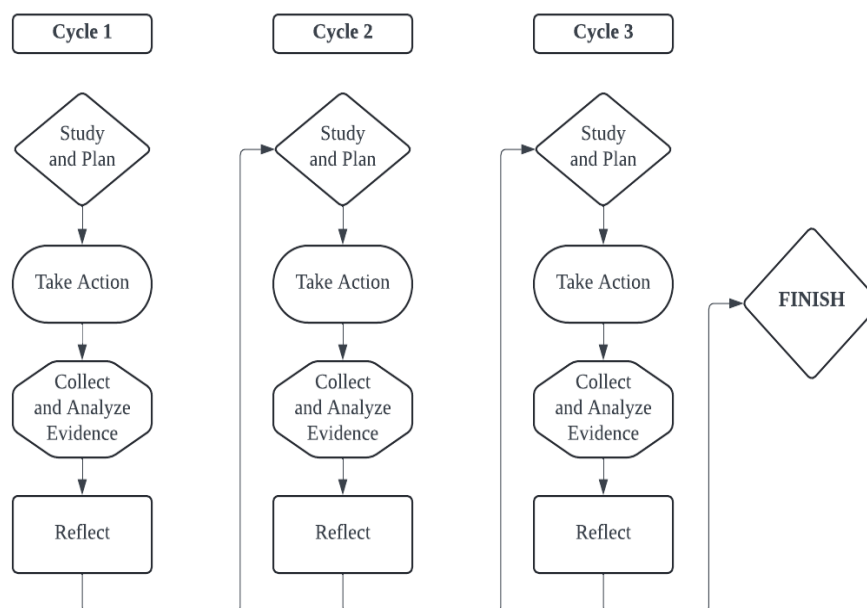 Cycle 1
Study
and Plan
Take Action
Collect
and Analyze
Evidence
Reflect
Cycle 2
Study
and Plan
Take Action
Collect
and Analyze
Evidence
Reflect
Cycle 3
Study
and Plan
Take Action
Collect
and Analyze
Evidence
Reflect
FINISH